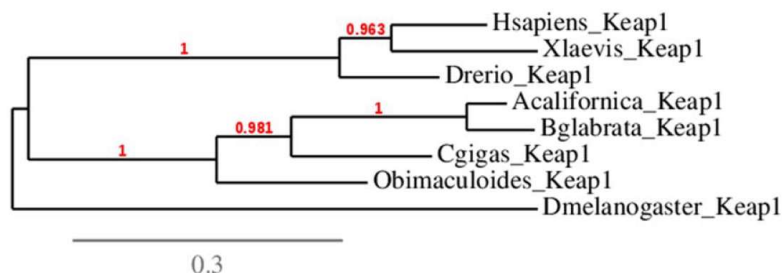 Hsapiens_Keap1
0.963
Xlaevis_Keap1
1
Drerio_Keap1
Acalifornica_Keap1
1
Bglabrata_Keap1
0.981
Cgigas_Keap1
1
Obimaculoides_Keap1
Dmelanogaster_Keap1
0.3